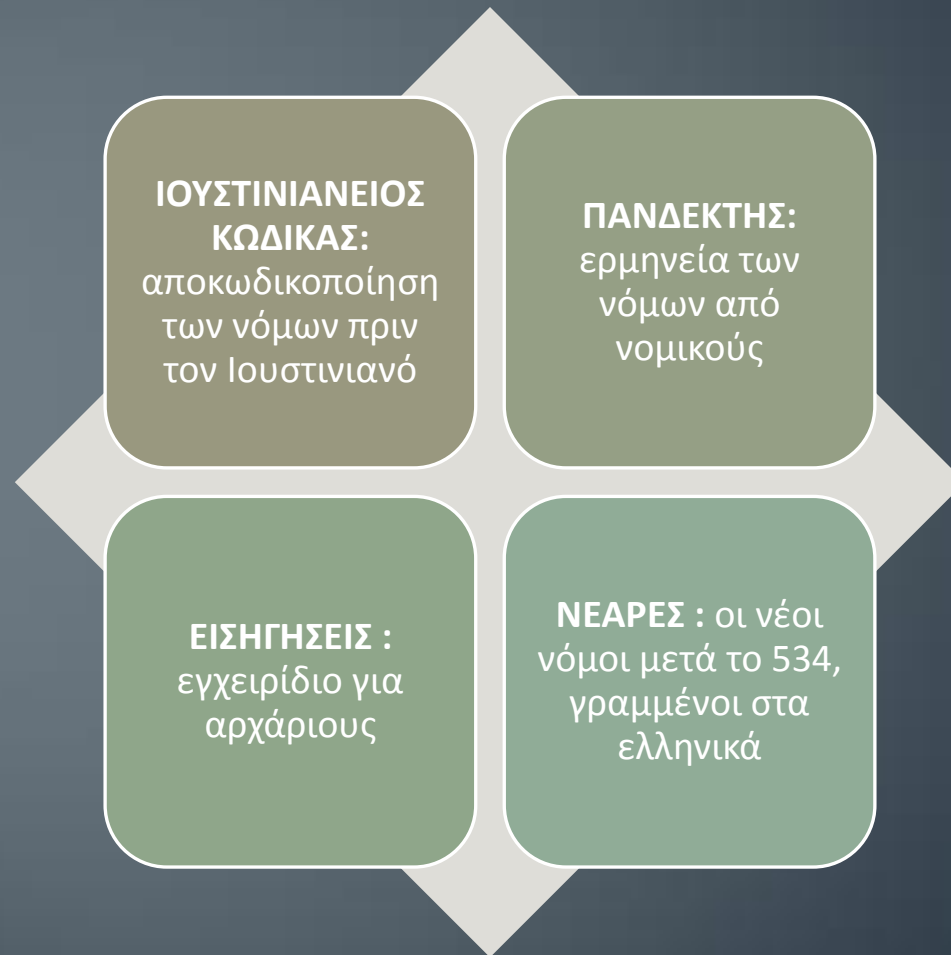 ΙΟΥΣΤΙΝΙΑΝΕΙΟΣ
ΚΩΔΙΚΑΣ:
αποκωδικοποίηση
των νόμων πριν
τον Ιουστινιανό
ΠΑΝΔΕΚΤΗΣ:
ερμηνεία των
νόμων από
νομικούς
ΕΙΣΗΓΗΣΕΙΣ :
εγχειρίδιο για
αρχάριους
ΝΕΑΡΕΣ : οι νέοι
νόμοι μετά το 534,
γραμμένοι στα
ελληνικά